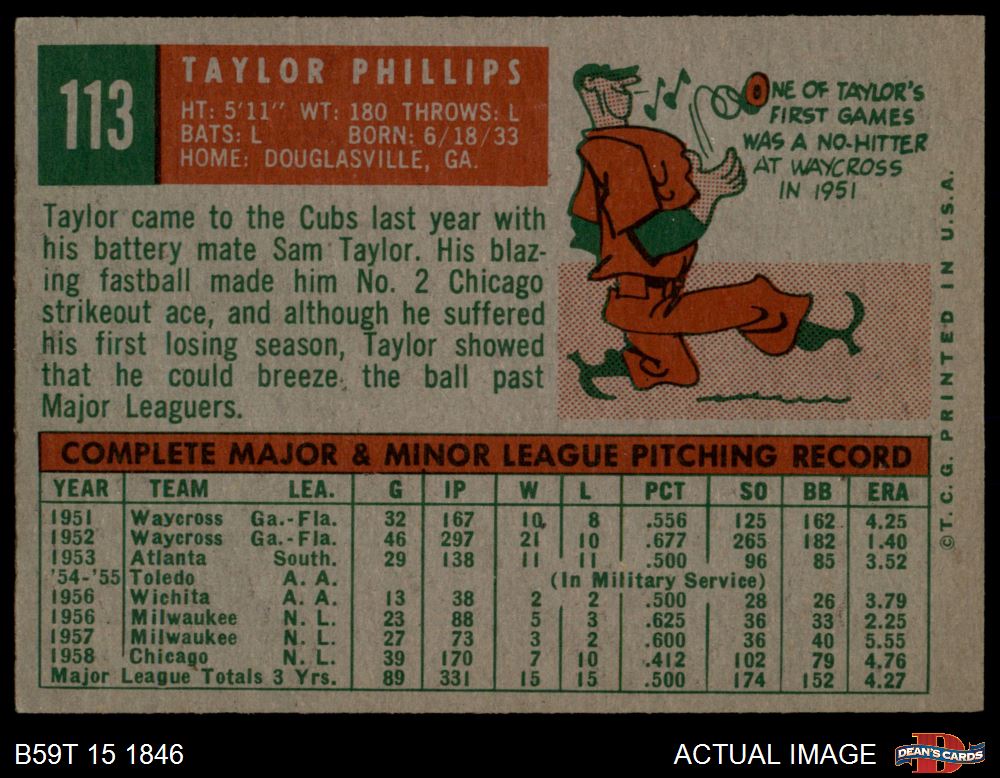 113
TAYLOR PHILLIPS
HT: 5'11" WT: 180 THROWS: L
BATS: L BORN: 6/18/33
HOME: DOUGLASVILLE, GA.
ONE OF TAYLOR'S
FIRST GAMES
WAS A NO-HITTER
AT WAYCROSS
IN 1951
Taylor came to the Cubs last year with
his battery mate Sam Taylor. His blaz-
ing fastball made him No. 2 Chicago
strikeout ace, and although he suffered
his first losing season, Taylor showed
that he could breeze the ball past
Major Leaguers.
©T. C. G. PRINTED IN U.S.A.
COMPLETE MAJOR & MINOR LEAGUE PITCHING RECORD
YEAR TEAM LEA. G IP W L PCT SO BB ERA
1951 Waycross Ga.-Fla. 32 167 10 8 .556 125 162 4.25
1952 Waycross Ga.-Fla. 46 297 21 10 .677 265 182 1.40
1953 Atlanta South. 29 138 11 11 .500 96 85 3.52
'54-'55 Toledo A. A. (In Military Service)
1956 Wichita A. A. 13 38 2 2 .500 28 26 3.79
1956 Milwaukee N. L. 23 88 5 3 .625 36 33 2.25
1957 Milwaukee N. L. 27 73 3 2 .600 36 40 5.55
1958 Chicago N. L. 39 170 7 10 .412 102 79 4.76
Major League Totals 3 Yrs. 89 331 15 15 .500 174 152 4.27
B59T 15 1846
ACTUAL IMAGE
DEAN'S CARDS